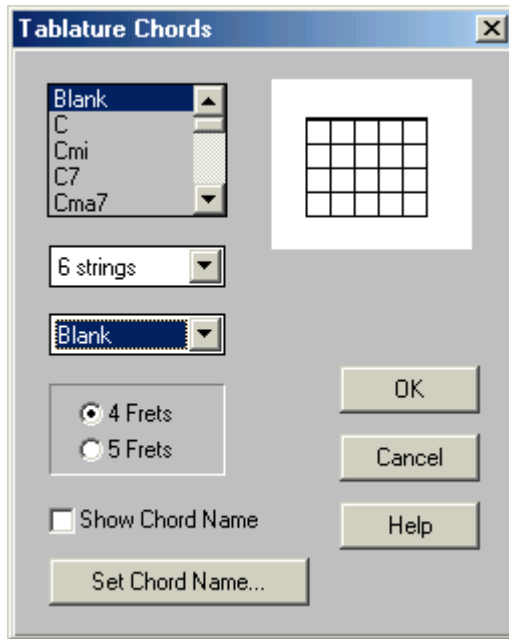 Tablature Chords
Blank
C
Cmi
C7
Cma7
6 strings
Blank
4 Frets
5 Frets
Show Chord Name
Set Chord Name...
OK
Cancel
Help